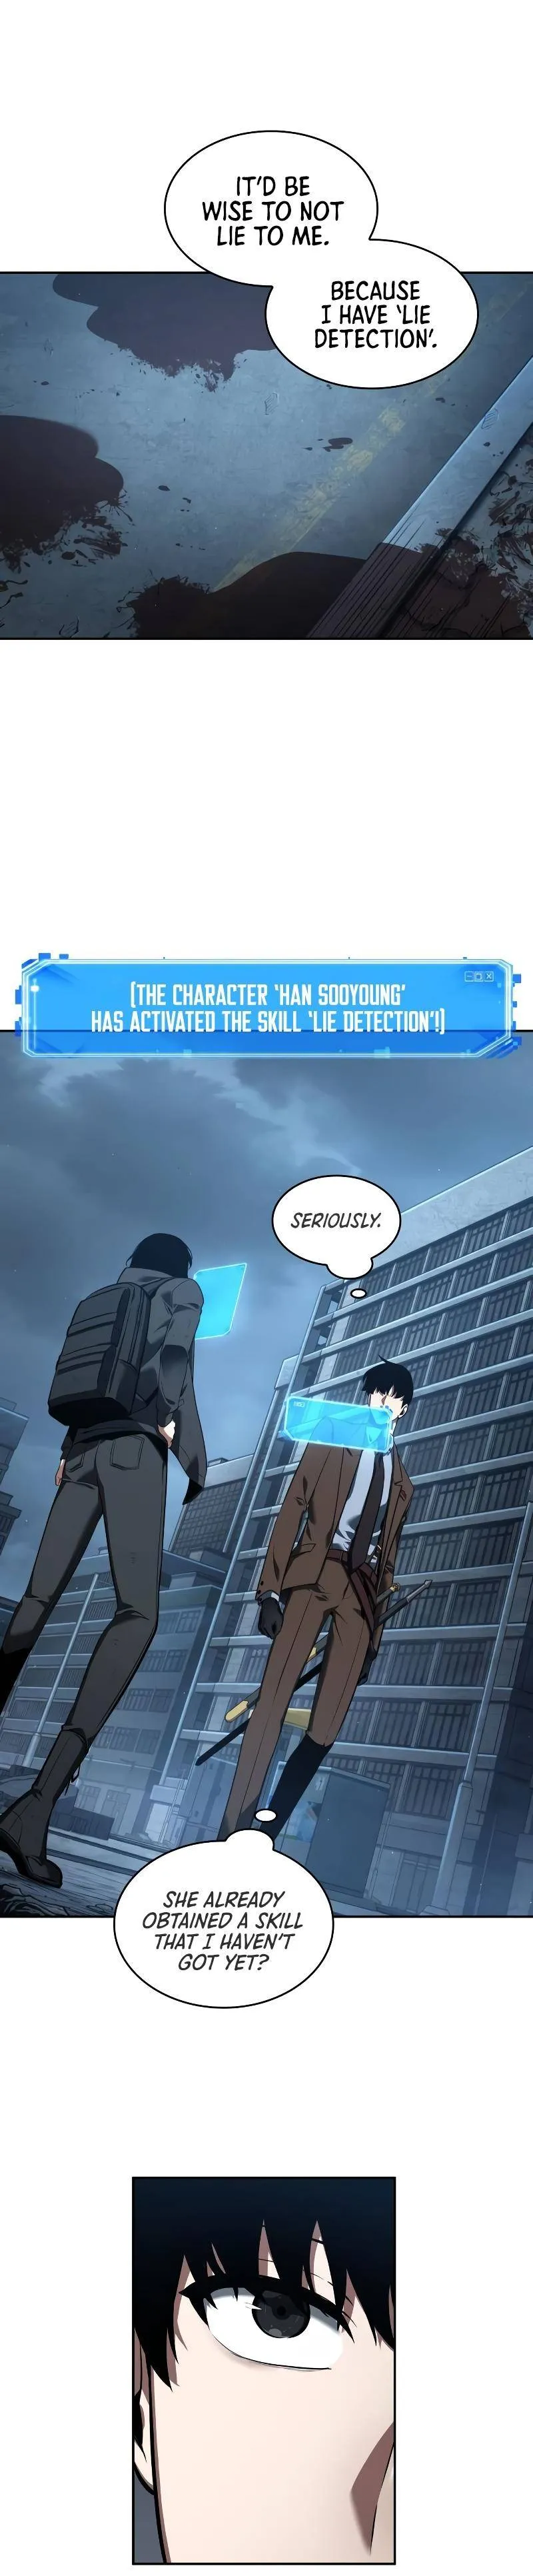 IT'D BE
WISE TO NOT
LIE TO ME.
BECAUSE
I HAVE 'LIE
DETECTION'.
[THE CHARACTER 'HAN SOOYOUNG'
HAS ACTIVATED THE SKILL 'LIE DETECTION'!]
SERIOUSLY.
SHE ALREADY
OBTAINED A SKILL
THAT I HAVEN'T
GOT YET?